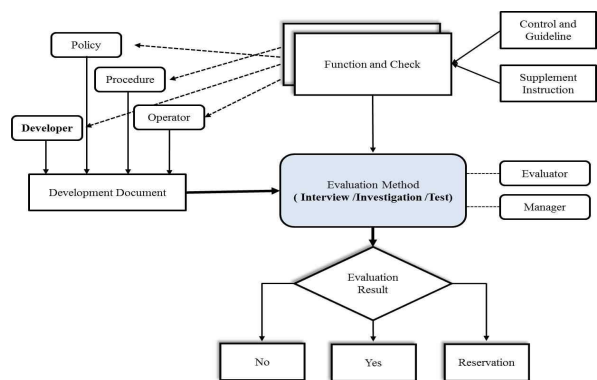 Control and
Guideline
Policy
Function and Check
Procedure
Supplement
Instruction
Developer
Operator
Development Document
Evaluation Method
( Interview /Investigation /Test)
Evaluator
Manager
Evaluation
Result
No
Yes
Reservation